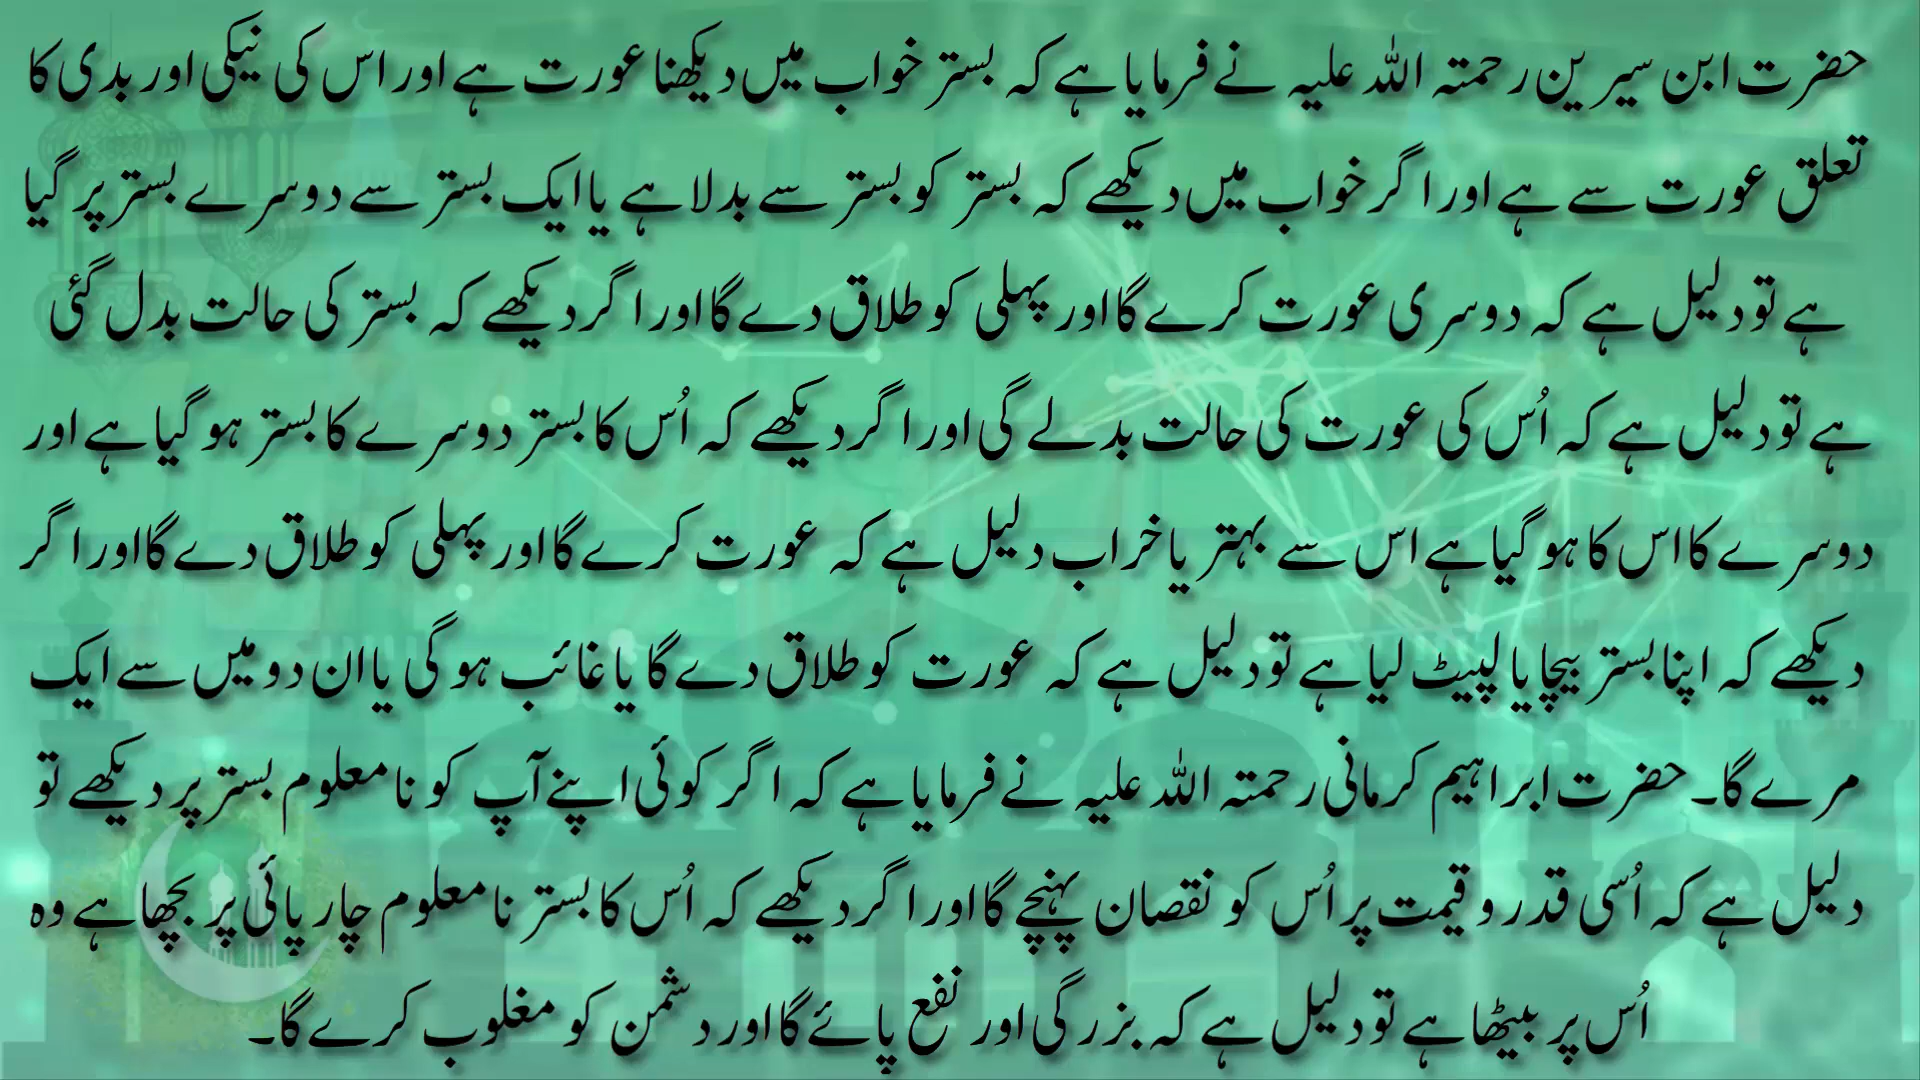 حضرت ابن سیرین رحمتہ اللہ علیہ نے فرمایا ہے کہ بستر خواب میں دیکھنا عورت ہے اور اس کی نیکی اور بدی کا
تعلق عورت سے ہے اور اگر خواب میں دیکھے کہ بستر کو بستر سے بدلا ہے یا ایک بستر سے دوسرے بستر پر گیا
ہے تو دلیل ہے کہ دوسری عورت کرے گا اور پہلی کو طلاق دے گا اور اگر دیکھے کہ بستر کی حالت بدل گئی
ہے تو دلیل ہے کہ اُس کی عورت کی حالت بدلے گی اور اگر دیکھے کہ اُس کا بستر دوسرے کا بستر ہو گیا ہے اور
دوسرے کا اس کا ہو گیا ہے اس سے بہتر یا خراب دلیل ہے کہ عورت کرے گا اور پہلی کو طلاق دے گا اور اگر
دیکھے کہ اپنا بستر بیچا یا لپیٹ لیا ہے تو دلیل ہے کہ عورت کو طلاق دے گا یا غائب ہو گی یا ان دو میں سے ایک
مرے گا۔ حضرت ابراہیم کرمانی رحمتہ اللہ علیہ نے فرمایا ہے کہ اگر کوئی اپنے آپ کو نا معلوم بستر پر دیکھے تو
دلیل ہے کہ اُسی قدر و قیمت پر اُس کو نقصان پہنچے گا اور اگر دیکھے کہ اُس کا بستر نا معلوم چار پائی پر بچھا ہے وہ
اُس پر بیٹھا ہے تو دلیل ہے کہ بزرگی اور نفع پائے گا اور دشمن کو مغلوب کرے گا۔